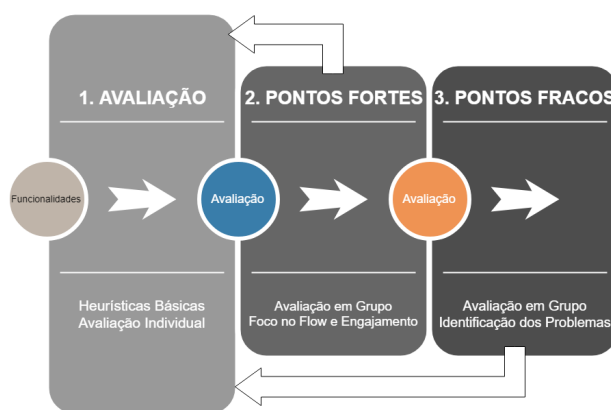 1. AVALIAÇÃO
2. PONTOS FORTES
3. PONTOS FRACOS
Funcionalidades
Avaliação
Avaliação
Heurísticas Básicas
Avaliação Individual
Avaliação em Grupo
Foco no Flow e Engajamento
Avaliação em Grupo
Identificação dos Problemas